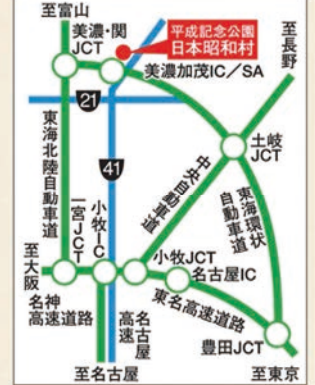 至富山
美濃・関
JCT
平成記念公園
日本昭和村
至長野
美濃加茂IC／SA
21
41
東海北陸自動車道
土岐
JCT
中央自動車道
東海環状
自動車道
一宮JCT
小牧IC
至大阪
小牧JCT
名古屋IC
名神
高速道路
名古屋
高速
東名高速道路
豊田JCT
至名古屋
至東京